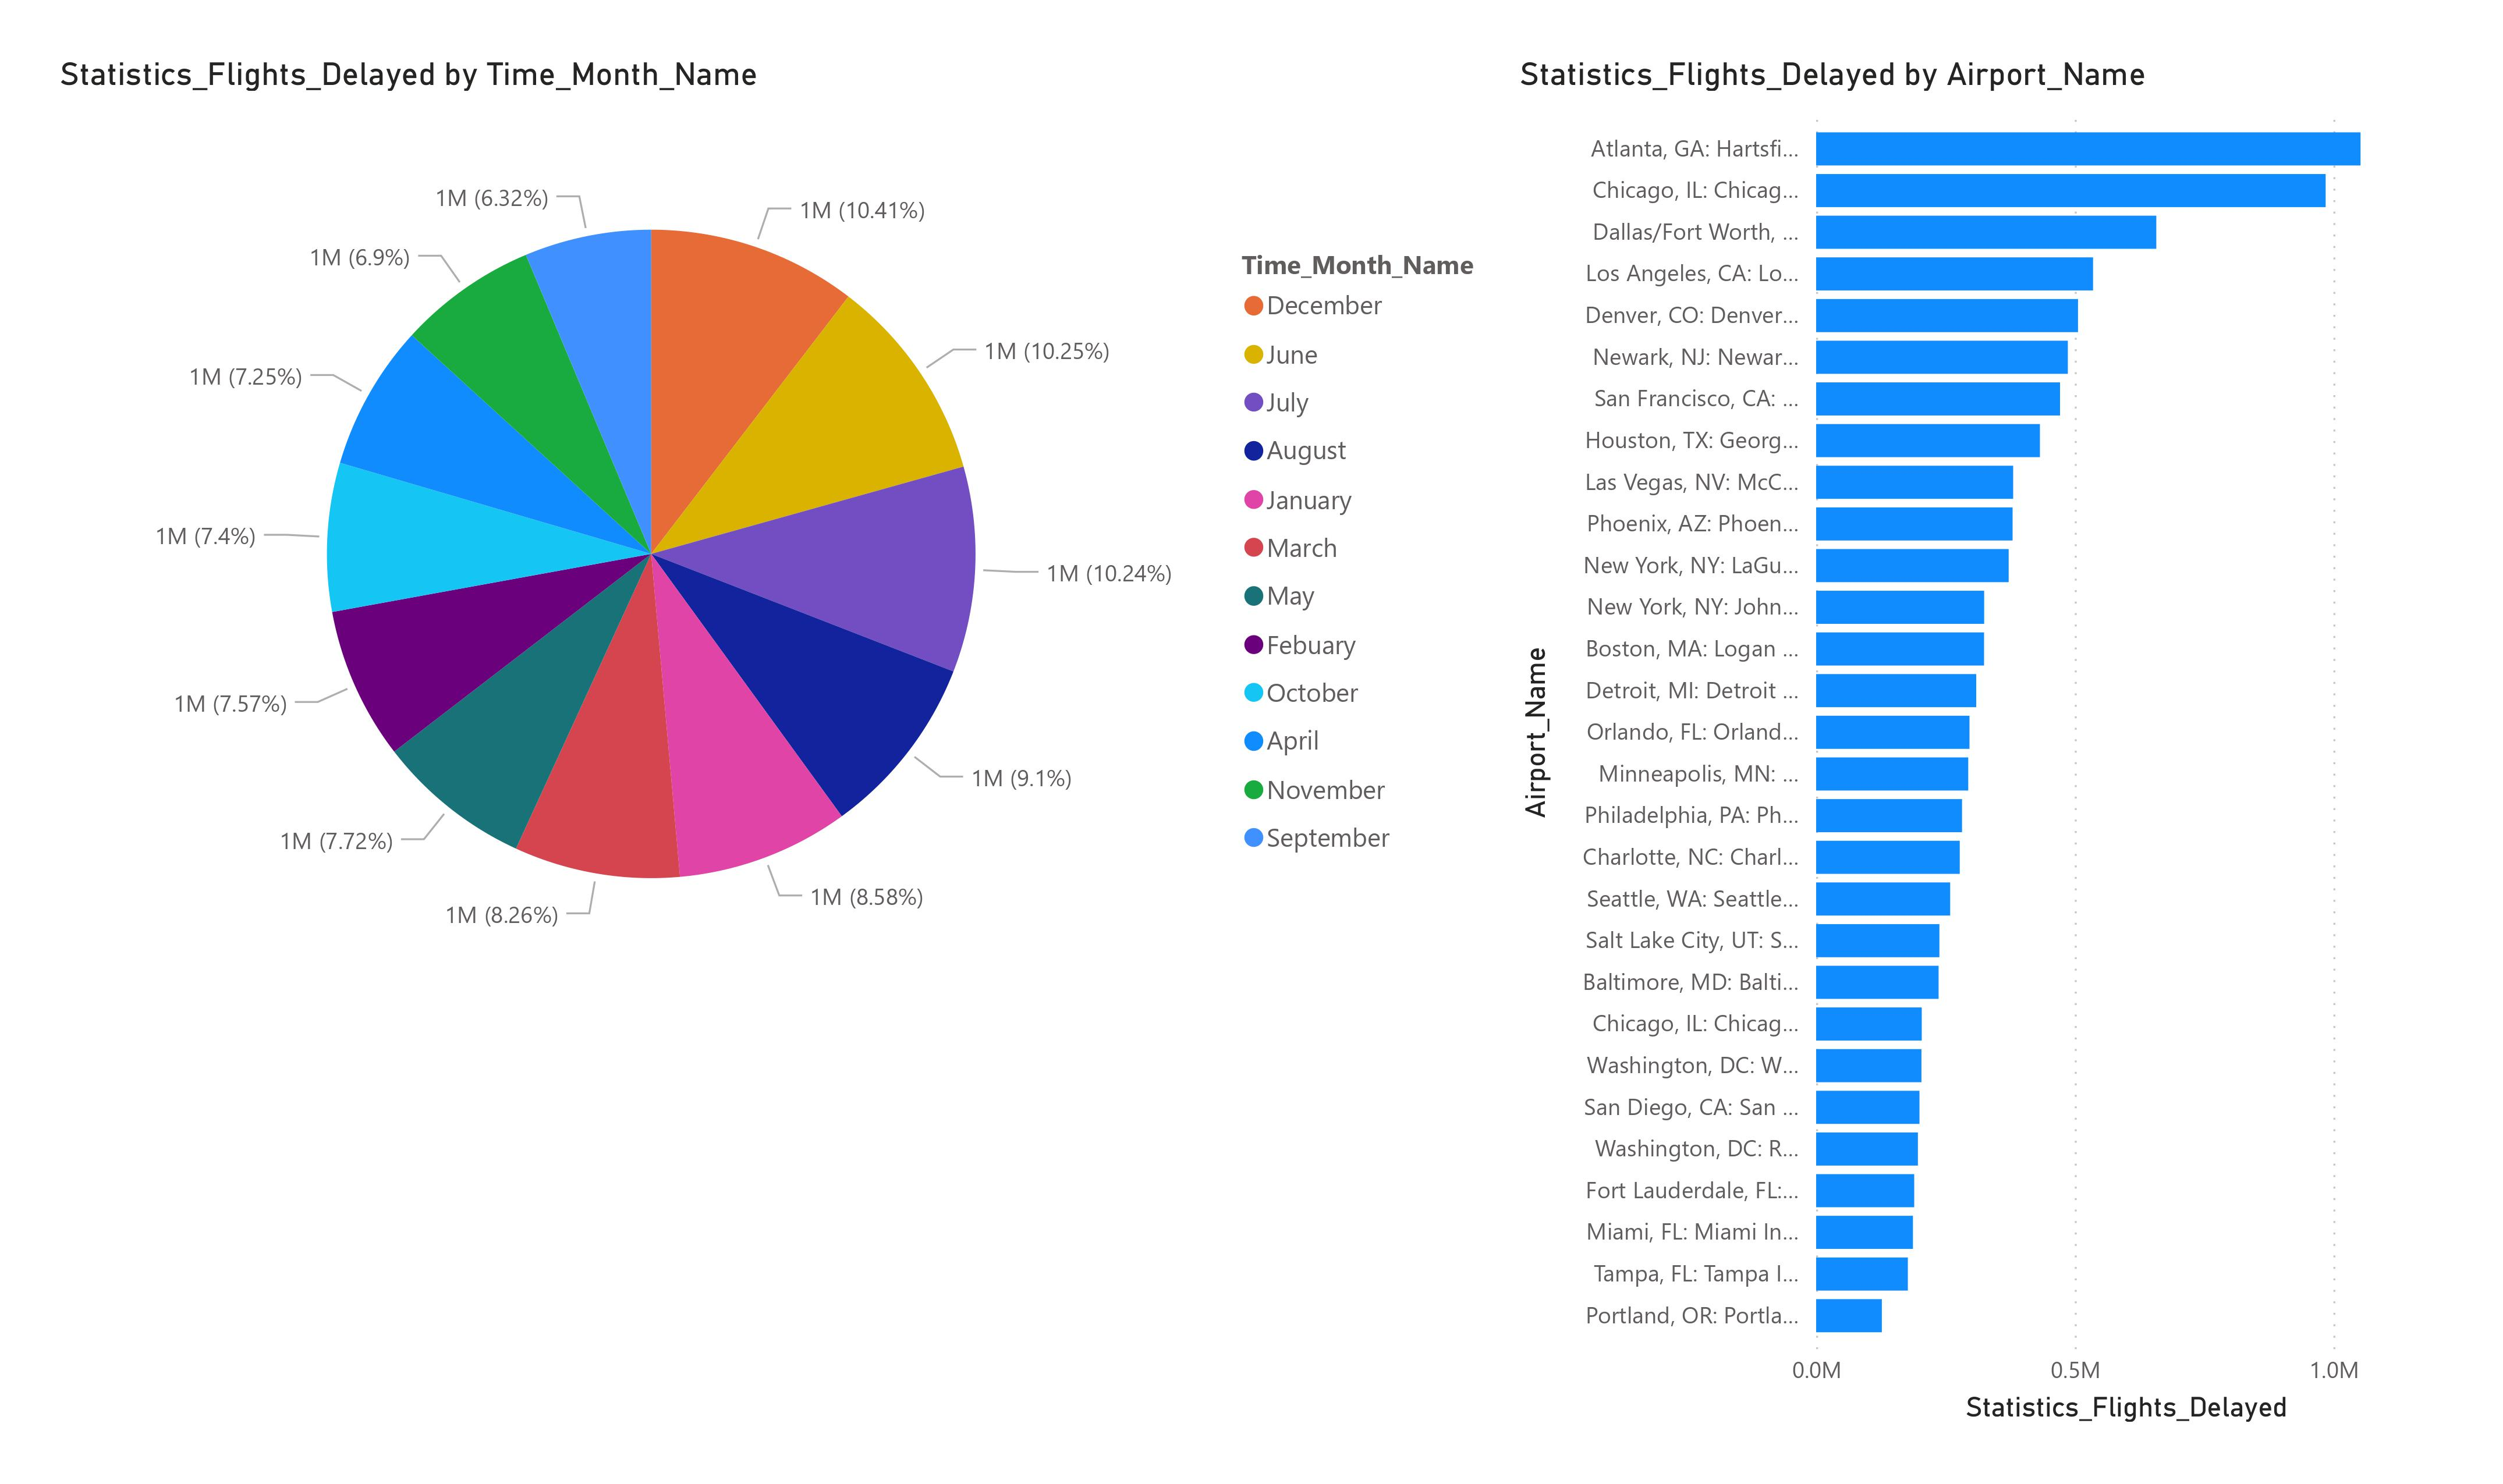 Statistics_Flights_Delayed by Time_Month_Name
1M (10.41%)
1M (10.25%)
1M (10.24%)
1M (9.1%)
1M (8.58%)
1M (8.26%)
1M (7.72%)
1M (7.57%)
1M (7.4%)
1M (7.25%)
1M (6.9%)
1M (6.32%)
Time_Month_Name
December
June
July
August
January
March
May
Febuary
October
April
November
September
Statistics_Flights_Delayed by Airport_Name
Airport_Name
Atlanta, GA: Hartsfi...
Chicago, IL: Chicag...
Dallas/Fort Worth, ...
Los Angeles, CA: Lo...
Denver, CO: Denver...
Newark, NJ: Newar...
San Francisco, CA: ...
Houston, TX: Georg...
Las Vegas, NV: McC...
Phoenix, AZ: Phoen...
New York, NY: LaGu...
New York, NY: John...
Boston, MA: Logan ...
Detroit, MI: Detroit ...
Orlando, FL: Orland...
Minneapolis, MN: ...
Philadelphia, PA: Ph...
Charlotte, NC: Charl...
Seattle, WA: Seattle...
Salt Lake City, UT: S...
Baltimore, MD: Balti...
Chicago, IL: Chicag...
Washington, DC: W...
San Diego, CA: San ...
Washington, DC: R...
Fort Lauderdale, FL:...
Miami, FL: Miami In...
Tampa, FL: Tampa I...
Portland, OR: Portla...
0.0M 0.5M 1.0M
Statistics_Flights_Delayed